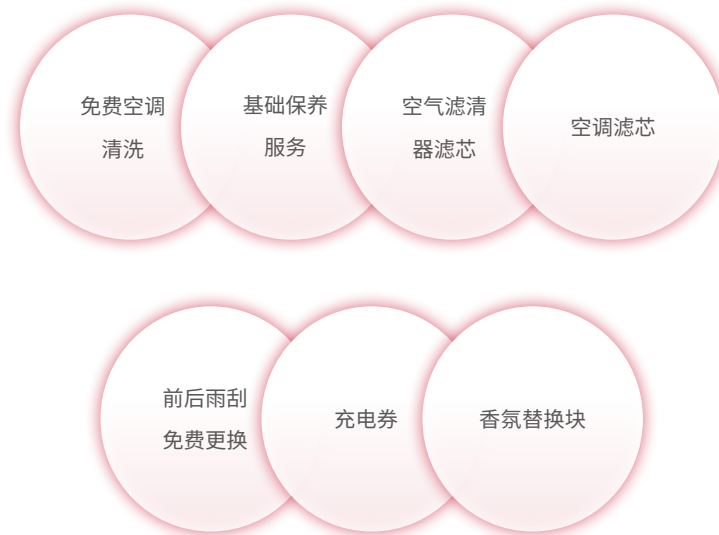 免费空调
清洗
基础保养
服务
空气滤清
器滤芯
空调滤芯
前后雨刮
免费更换
充电券
香氛替换块